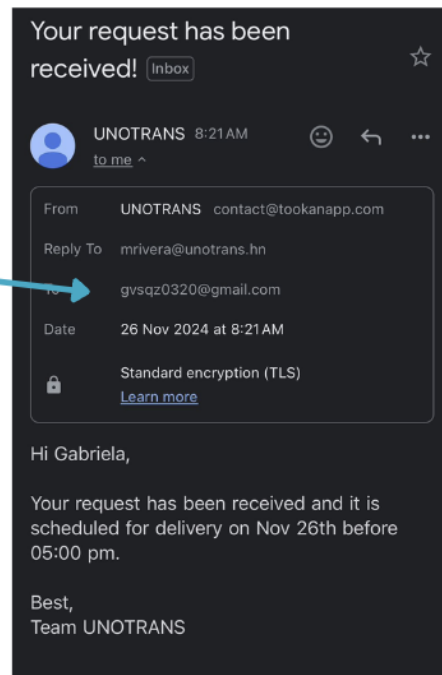 Your request has been
received! Inbox
UNOTRANS 8:21 AM
to me
From UNOTRANS contact@tookanapp.com
Reply To mrivera@unotrans.hn
To gvsqz0320@gmail.com
Date 26 Nov 2024 at 8:21 AM
Standard encryption (TLS)
Learn more
Hi Gabriela,
Your request has been received and it is
scheduled for delivery on Nov 26th before
05:00 pm.
Best,
Team UNOTRANS